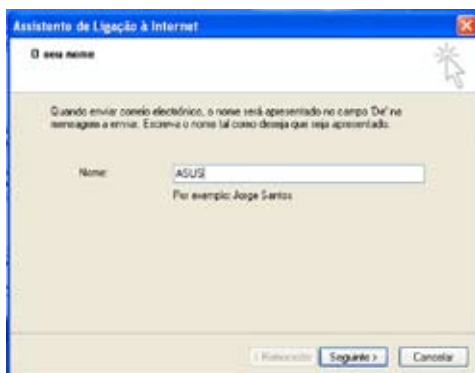 Assistente de Ligação à Internet
O seu nome
Quando enviar correio electrónico, o nome será apresentado no campo 'De' na
mensagem a enviar. Escreva o nome tal como deseja que seja apresentado.
Nome: ASUS
Por exemplo: Jorge Santos
Seguinte > Cancelar